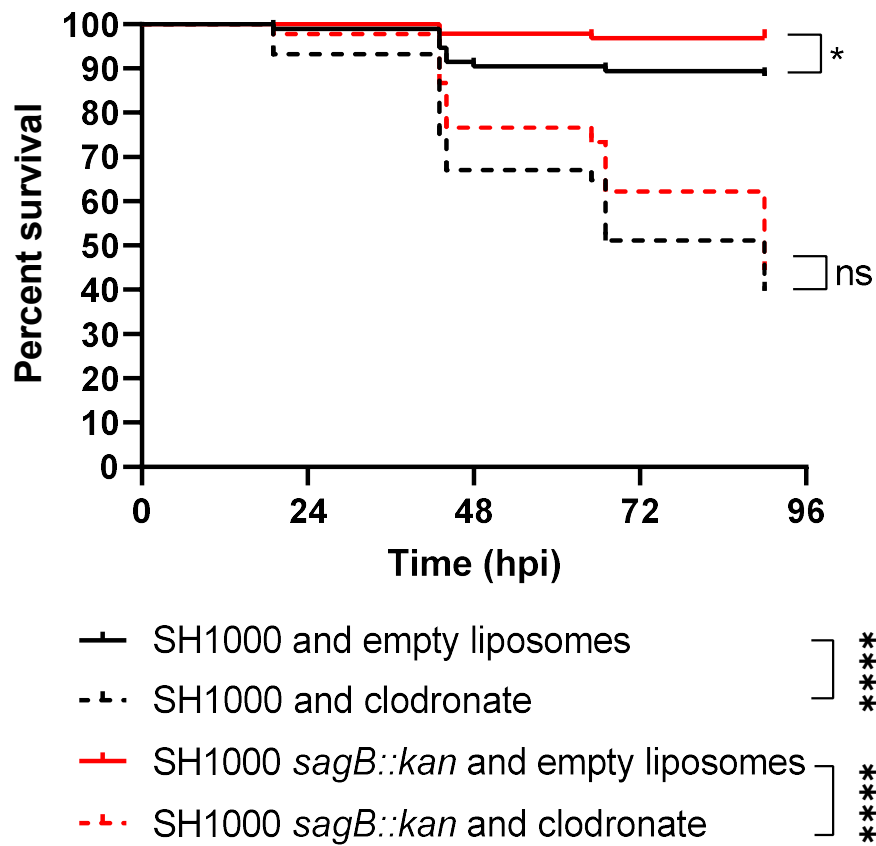 Percent survival
100
90
80
70
60
50
40
30
20
10
0
*
ns
0 24 48 72 96
Time (hpi)
SH1000 and empty liposomes
SH1000 and clodronate
****
SH1000 sagB::kan and empty liposomes
SH1000 sagB::kan and clodronate
****